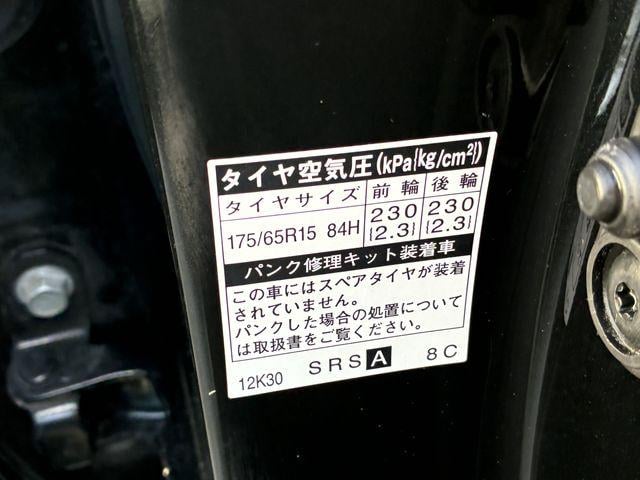 タイヤ空気圧(kPa{kg/cm²})
タイヤサイズ 前輪 後輪
175/65R15 84H 230 {2.3} 230 {2.3}
パンク修理キット装着車
この車にはスペアタイヤが装着
されていません。
パンクした場合の処置について
は取扱書をご覧ください。
12K30 SRS A 8C